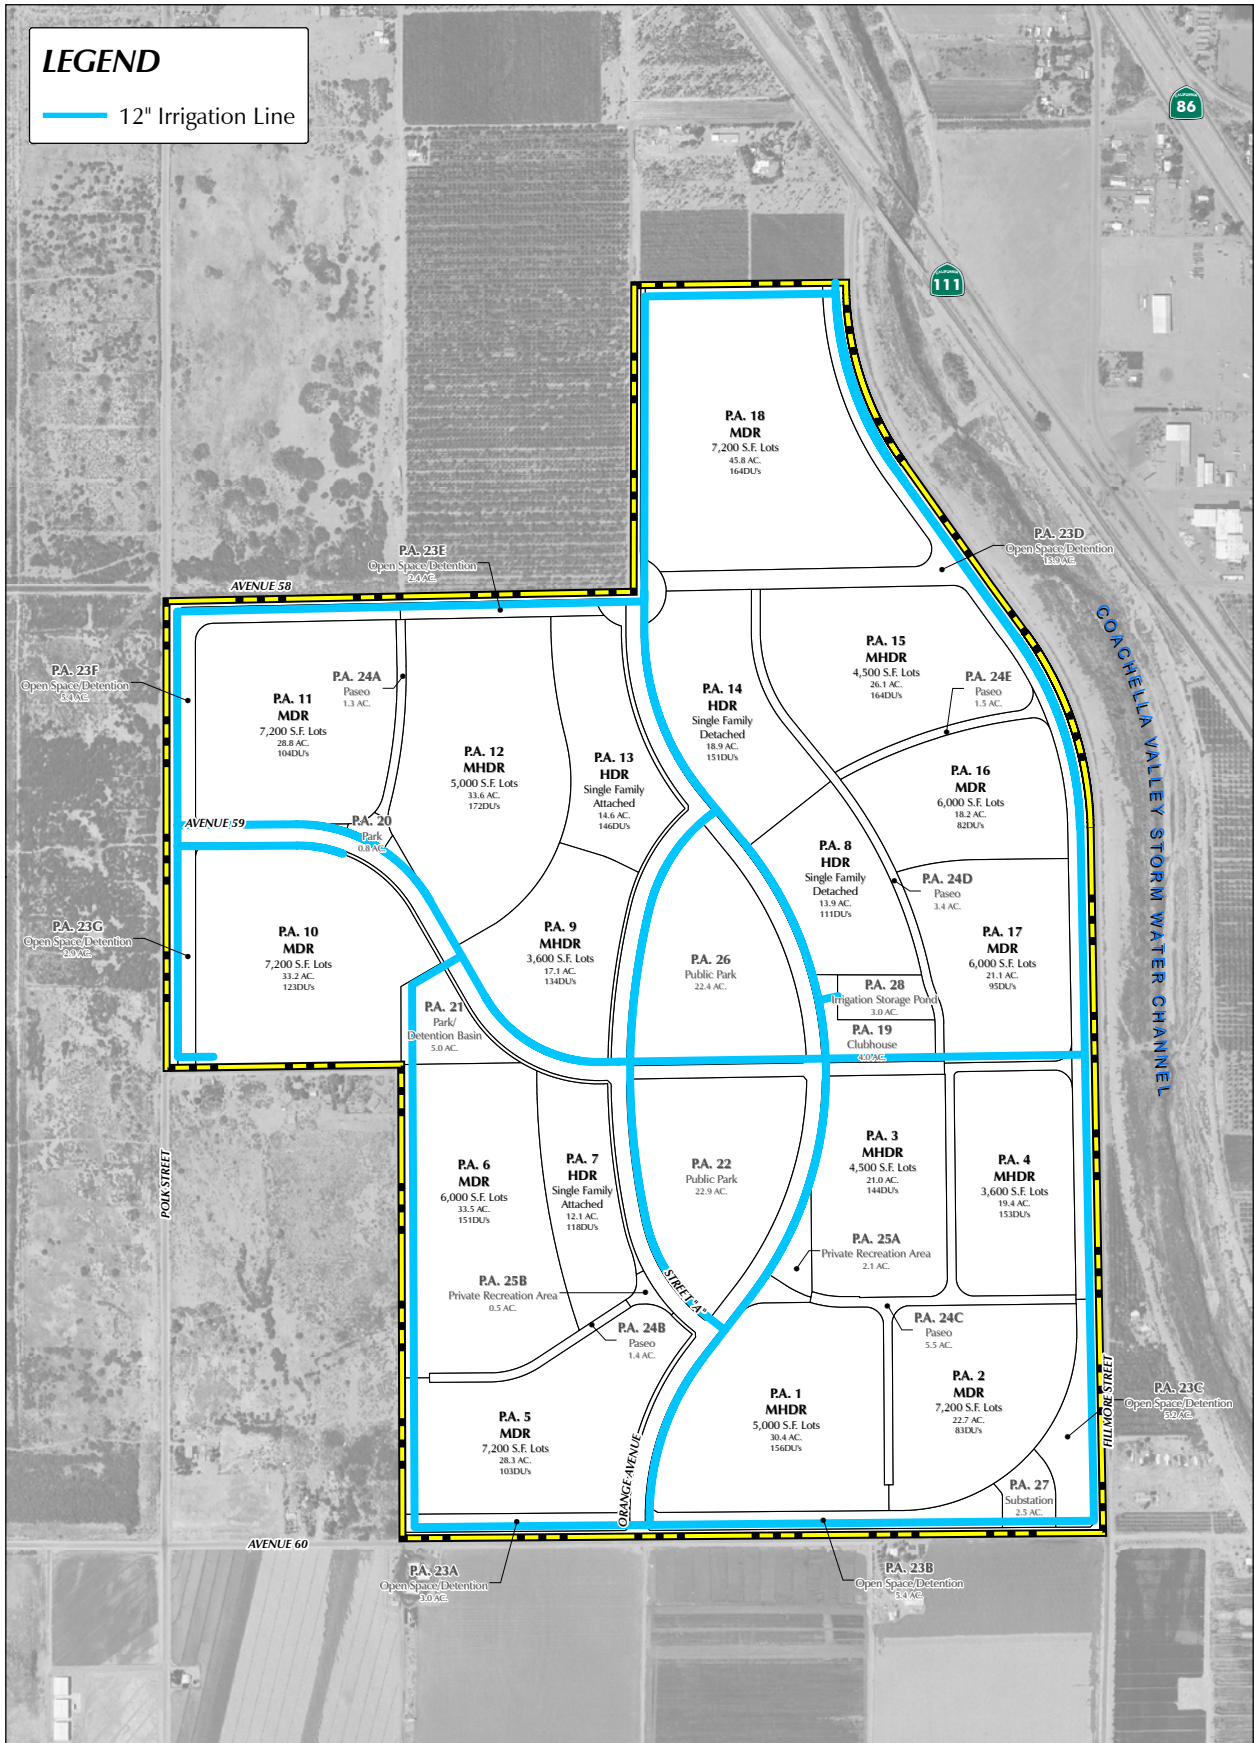 LEGEND
12" Irrigation Line
CALIFORNIA
86
CALIFORNIA
111
P.A. 18
MDR
7,200 S.F. Lots
45.8 AC.
164DU's
P.A. 23D
Open Space/Detention
15.9 AC.
P.A. 23E
Open Space/Detention
2.4 AC.
AVENUE 58
COACHELLA VALLEY STORM WATER CHANNEL
P.A. 23F
Open Space/Detention
5.4 AC.
P.A. 11
MDR
7,200 S.F. Lots
28.8 AC.
104DU's
P.A. 24A
Paseo
1.3 AC.
P.A. 12
MHDR
5,000 S.F. Lots
33.6 AC.
172DU's
P.A. 13
HDR
Single Family
Attached
14.6 AC.
146DU's
P.A. 14
HDR
Single Family
Detached
18.9 AC.
151DU's
P.A. 15
MHDR
4,500 S.F. Lots
26.1 AC.
164DU's
P.A. 24E
Paseo
1.5 AC.
P.A. 16
MDR
6,000 S.F. Lots
18.2 AC.
82DU's
AVENUE 59
P.A. 20
Park
0.8 AC.
P.A. 8
HDR
Single Family
Detached
13.9 AC.
111DU's
P.A. 24D
Paseo
3.4 AC.
P.A. 23G
Open Space/Detention
2.9 AC.
P.A. 10
MDR
7,200 S.F. Lots
33.2 AC.
123DU's
P.A. 9
MHDR
3,600 S.F. Lots
17.1 AC.
134DU's
P.A. 26
Public Park
22.4 AC.
P.A. 17
MDR
6,000 S.F. Lots
21.1 AC.
95DU's
P.A. 28
Irrigation Storage Pond
3.0 AC.
P.A. 21
Park/
Detention Basin
5.0 AC.
P.A. 19
Clubhouse
4.0 AC.
POLK STREET
P.A. 6
MDR
6,000 S.F. Lots
33.5 AC.
151DU's
P.A. 7
HDR
Single Family
Attached
12.1 AC.
118DU's
P.A. 22
Public Park
22.9 AC.
P.A. 3
MHDR
4,500 S.F. Lots
21.0 AC.
144DU's
P.A. 4
MHDR
3,600 S.F. Lots
19.4 AC.
153DU's
P.A. 25A
Private Recreation Area
2.1 AC.
P.A. 25B
Private Recreation Area
0.5 AC.
STREET "A"
P.A. 24B
Paseo
1.4 AC.
P.A. 24C
Paseo
5.5 AC.
P.A. 1
MHDR
5,000 S.F. Lots
30.4 AC.
156DU's
P.A. 2
MDR
7,200 S.F. Lots
22.7 AC.
83DU's
FILLMORE STREET
P.A. 23C
Open Space/Detention
5.2 AC.
P.A. 5
MDR
7,200 S.F. Lots
28.3 AC.
103DU's
ORANGE AVENUE
P.A. 27
Substation
2.5 AC.
AVENUE 60
P.A. 23A
Open Space/Detention
3.0 AC.
P.A. 23B
Open Space/Detention
5.4 AC.